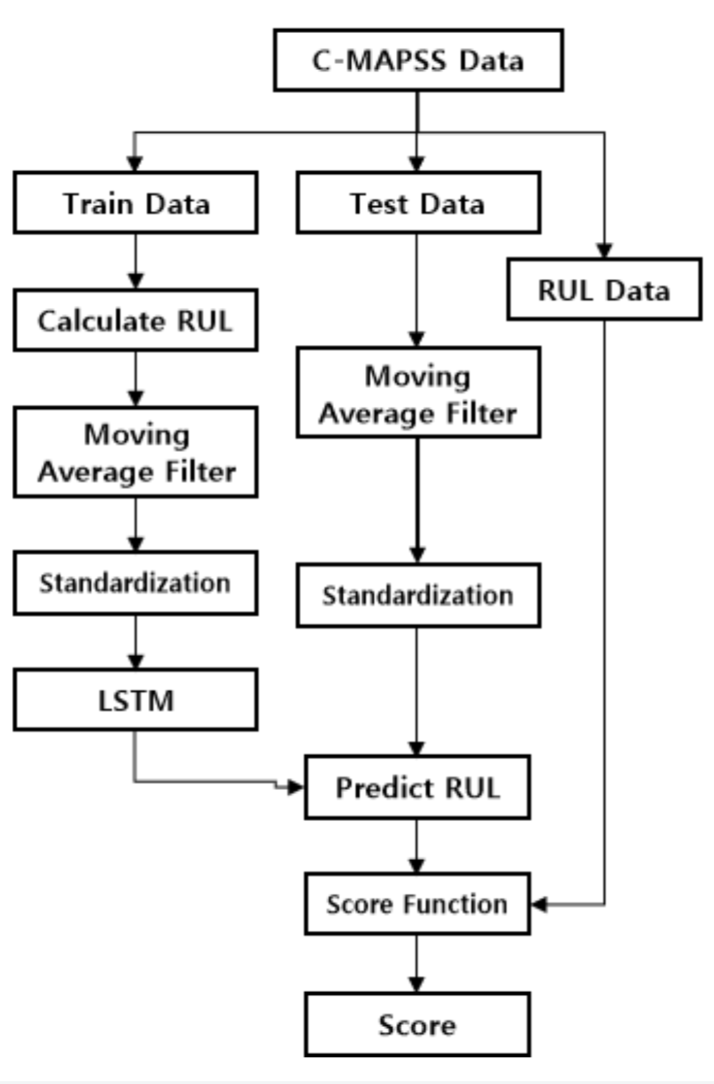 C-MAPSS Data
Train Data
Test Data
RUL Data
Calculate RUL
Moving
Average Filter
Moving
Average Filter
Standardization
Standardization
LSTM
Predict RUL
Score Function
Score